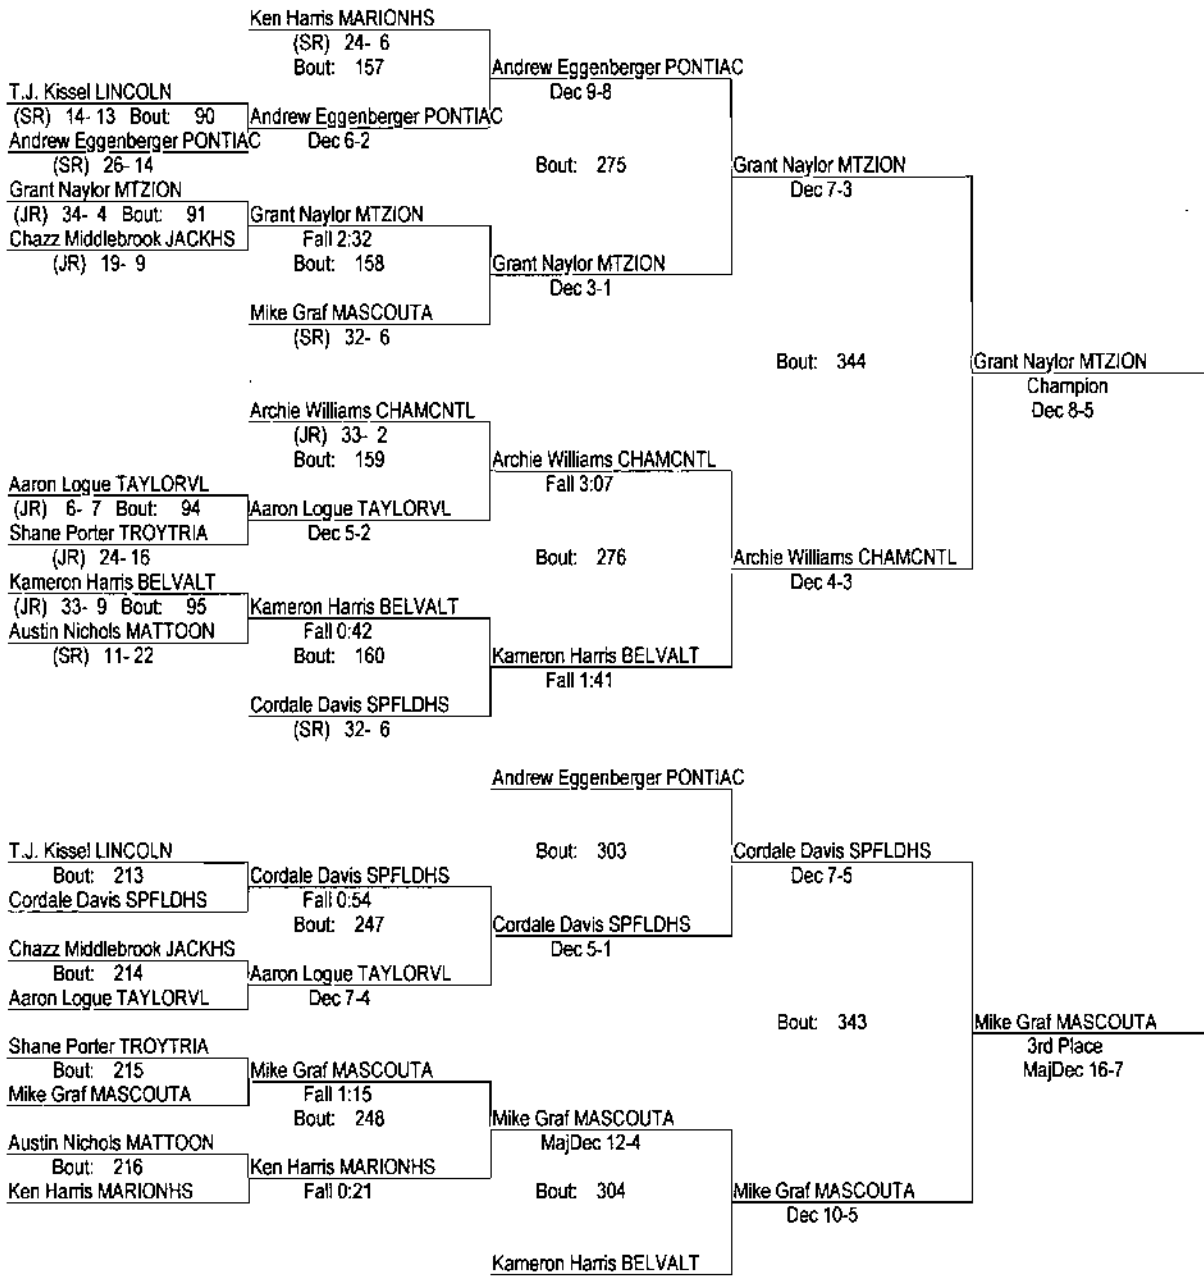 Ken Harris MARIONHS
(SR) 24- 6
Bout: 157
Andrew Eggenberger PONTIAC
Dec 9-8
T.J. Kissel LINCOLN
(SR) 14- 13 Bout: 90
Andrew Eggenberger PONTIAC
Andrew Eggenberger PONTIAC
Dec 6-2
(SR) 26- 14
Bout: 275
Grant Naylor MTZION
Dec 7-3
Grant Naylor MTZION
(JR) 34- 4 Bout: 91
Grant Naylor MTZION
Chazz Middlebrook JACKHS
Fall 2:32
(JR) 19- 9
Bout: 158
Grant Naylor MTZION
Dec 3-1
Mike Graf MASCOUTA
(SR) 32- 6
Bout: 344
Grant Naylor MTZION
Champion
Dec 8-5
Archie Williams CHAMCNTL
(JR) 33- 2
Bout: 159
Archie Williams CHAMCNTL
Fall 3:07
Aaron Logue TAYLORVL
(JR) 6- 7 Bout: 94
Aaron Logue TAYLORVL
Shane Porter TROYTRIA
Dec 5-2
(JR) 24- 16
Bout: 276
Archie Williams CHAMCNTL
Dec 4-3
Kameron Harris BELVALT
(JR) 33- 9 Bout: 95
Kameron Harris BELVALT
Austin Nichols MATTOON
Fall 0:42
(SR) 11- 22
Bout: 160
Kameron Harris BELVALT
Fall 1:41
Cordale Davis SPFLDHS
(SR) 32- 6
Andrew Eggenberger PONTIAC
Bout: 303
Cordale Davis SPFLDHS
Dec 7-5
T.J. Kissel LINCOLN
Bout: 213
Cordale Davis SPFLDHS
Cordale Davis SPFLDHS
Fall 0:54
Bout: 247
Cordale Davis SPFLDHS
Dec 5-1
Chazz Middlebrook JACKHS
Bout: 214
Aaron Logue TAYLORVL
Aaron Logue TAYLORVL
Dec 7-4
Bout: 343
Mike Graf MASCOUTA
3rd Place
MajDec 16-7
Shane Porter TROYTRIA
Bout: 215
Mike Graf MASCOUTA
Mike Graf MASCOUTA
Fall 1:15
Bout: 248
Mike Graf MASCOUTA
MajDec 12-4
Austin Nichols MATTOON
Bout: 216
Ken Harris MARIONHS
Ken Harris MARIONHS
Fall 0:21
Bout: 304
Mike Graf MASCOUTA
Dec 10-5
Kameron Harris BELVALT